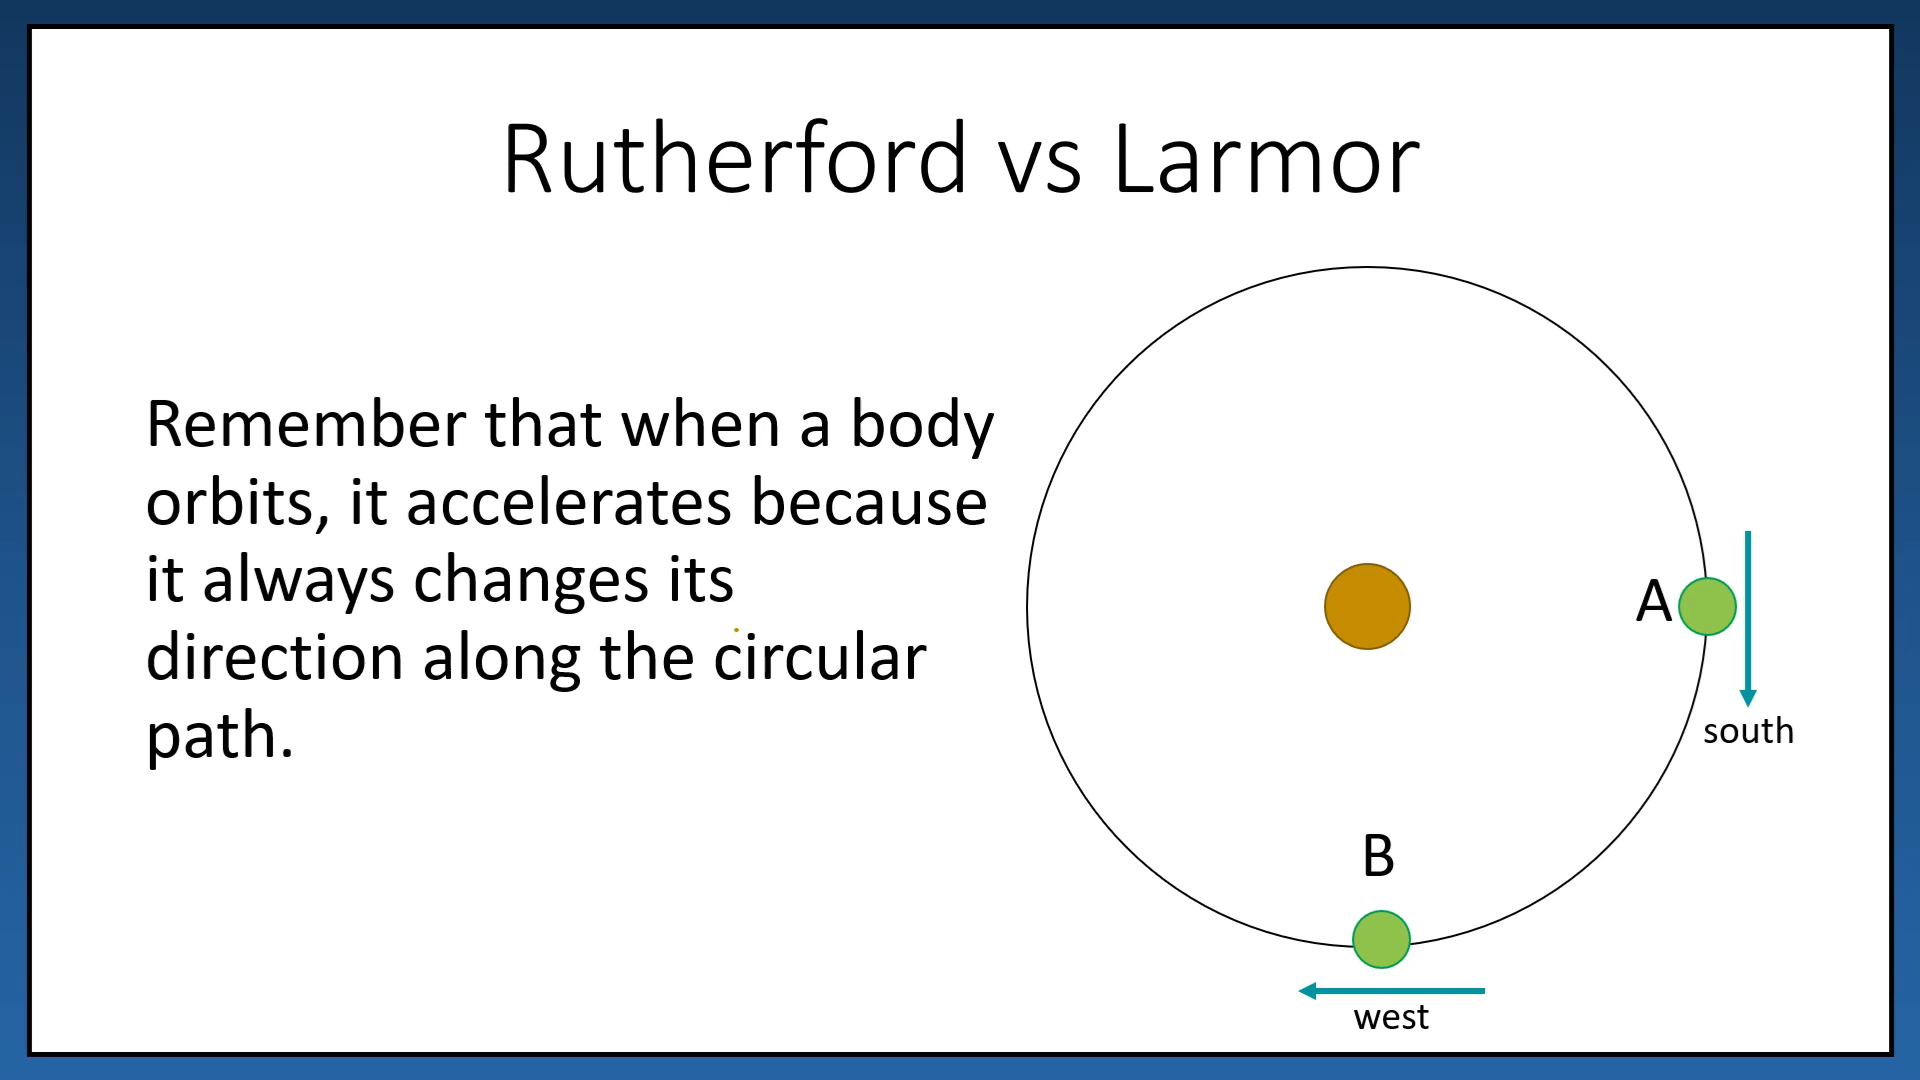 Rutherford vs Larmor
Remember that when a body
orbits, it accelerates because
it always changes its
direction along the circular
path.
A
south
B
west